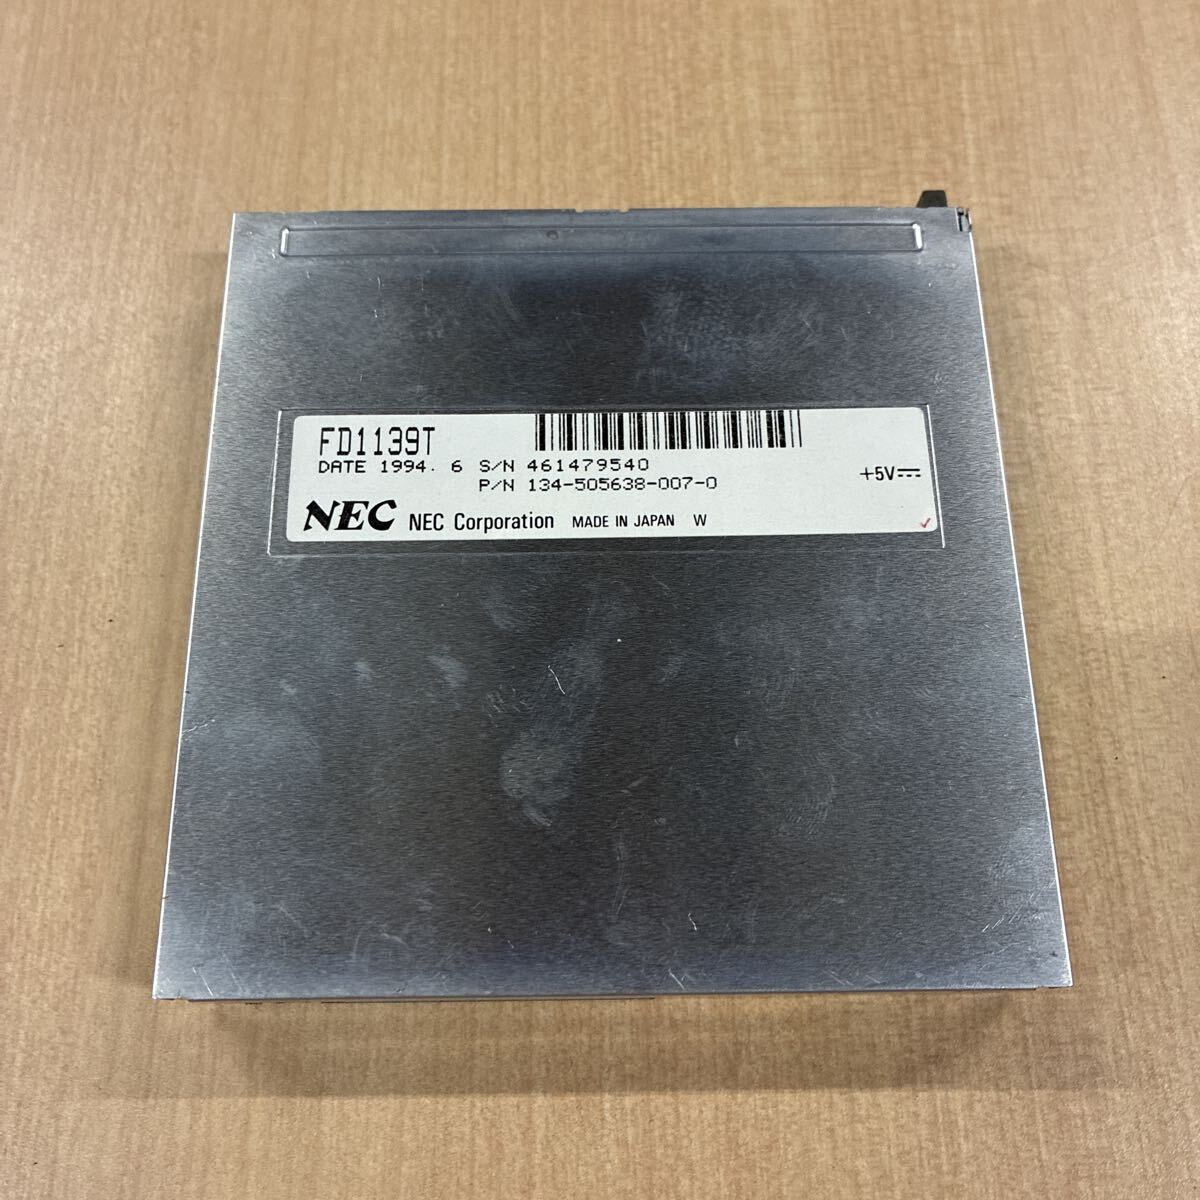 FD1139T
DATE 1994. 6 S/N 461479540
P/N 134-505638-007-0
+5V⎓
NEC NEC Corporation MADE IN JAPAN W